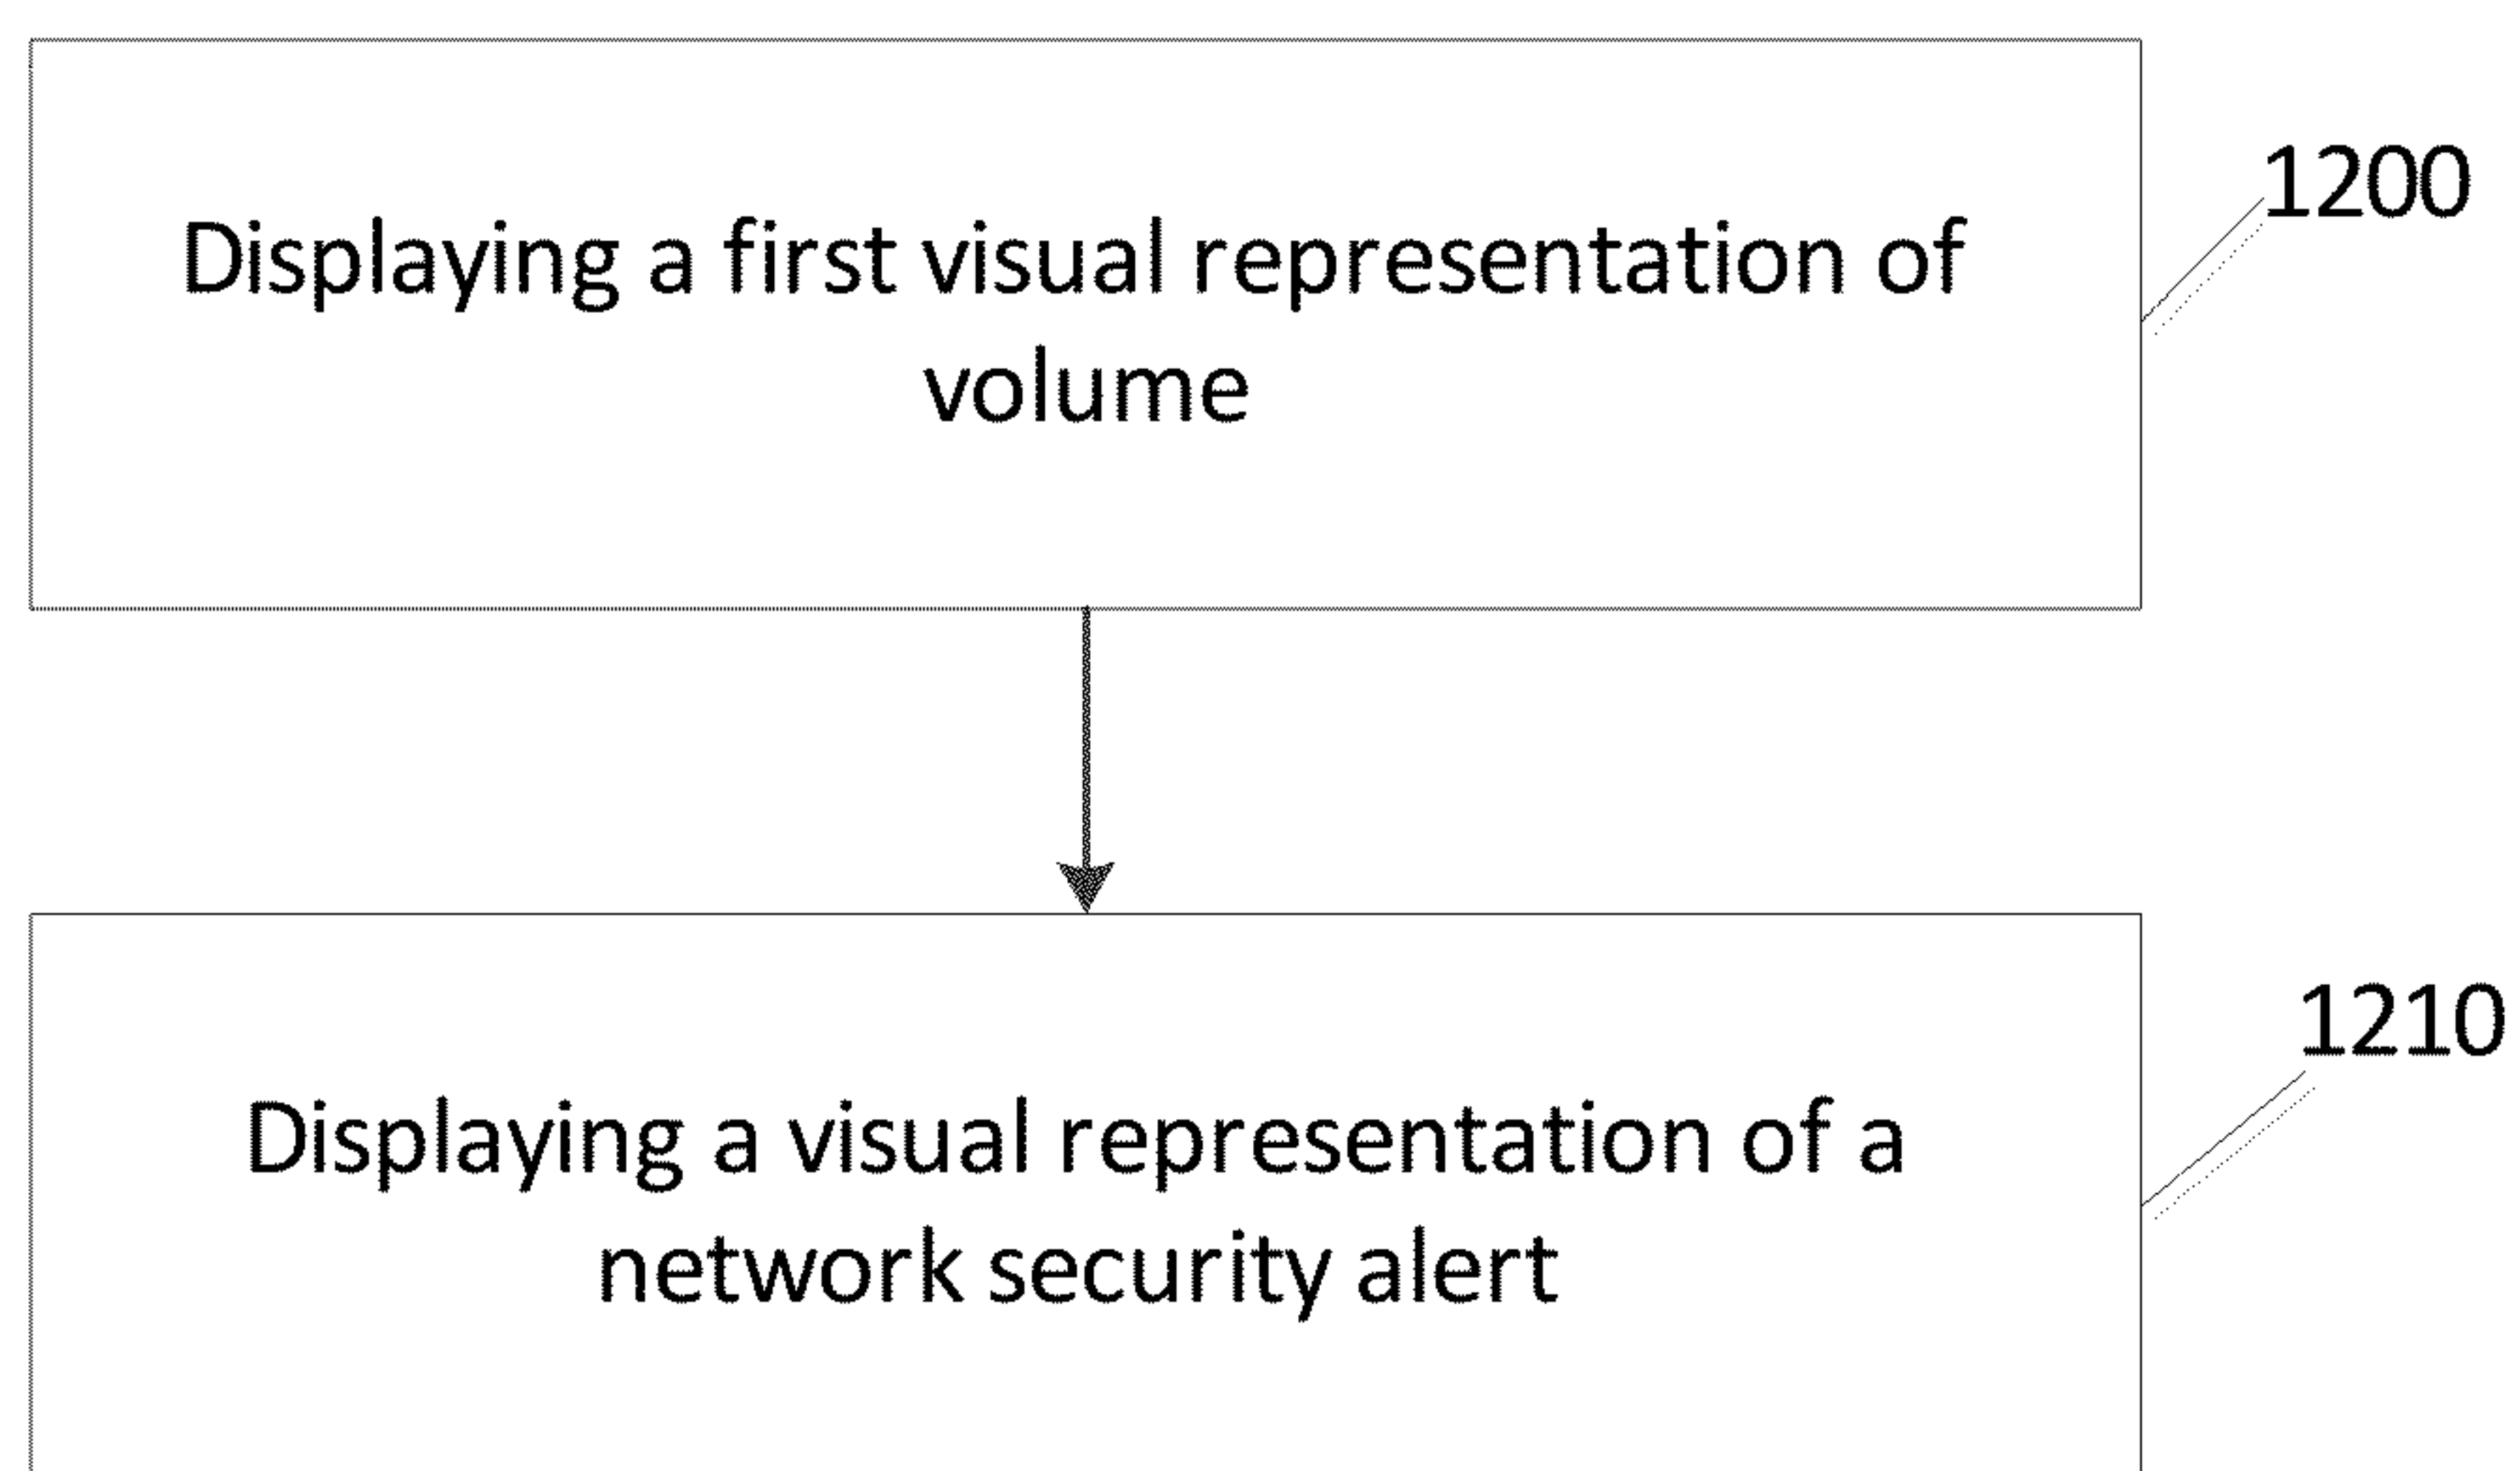 1200
Displaying a first visual representation of
volume
1210
Displaying a visual representation of a
network security alert